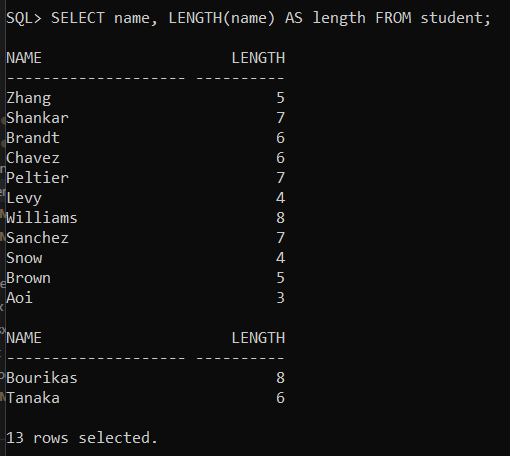 SQL> SELECT name, LENGTH(name) AS length FROM student;
NAME                     LENGTH
-------------------- ----------
Zhang                         5
Shankar                       7
Brandt                        6
Chavez                        6
Peltier                       7
Levy                          4
Williams                      8
Sanchez                       7
Snow                          4
Brown                         5
Aoi                           3
NAME                     LENGTH
-------------------- ----------
Bourikas                      8
Tanaka                        6
13 rows selected.